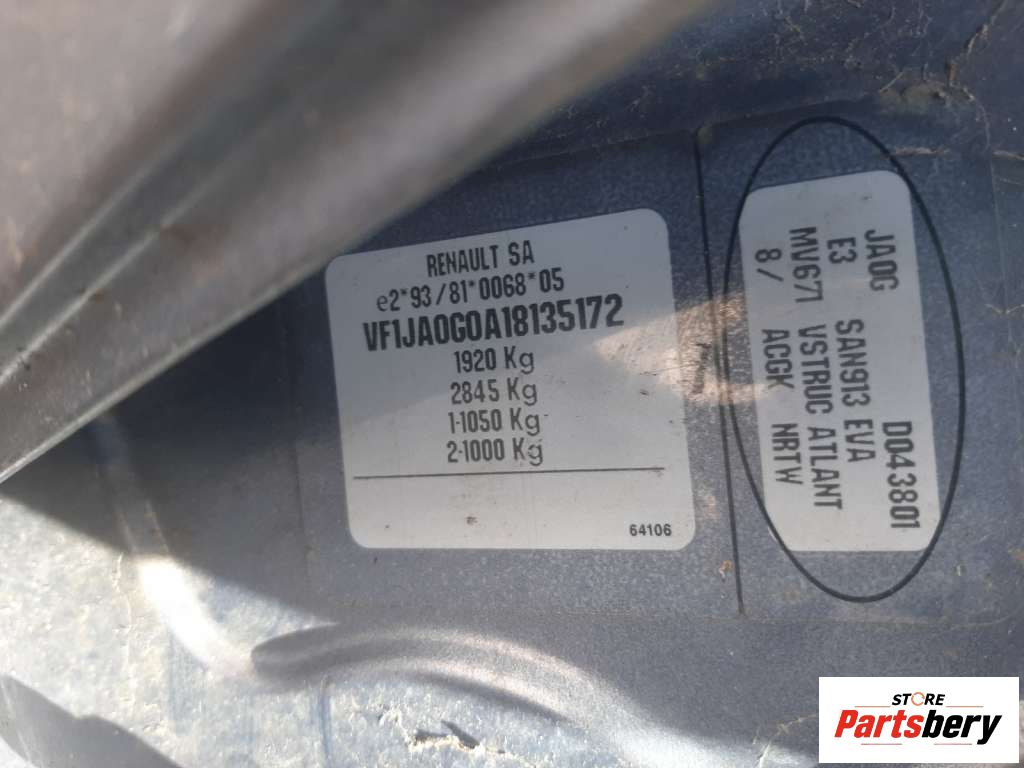 RENAULT SA
e2*93/81*0068*05
VF1JA0G0A18135172
1920 Kg
2845 Kg
1-1050 Kg
2-1000 Kg
64106
JA0G D043801
E3 SAN913 EVA
MV671 VSTRUC ATLANT
8/ ACGK NRTW
STORE
Partsbery